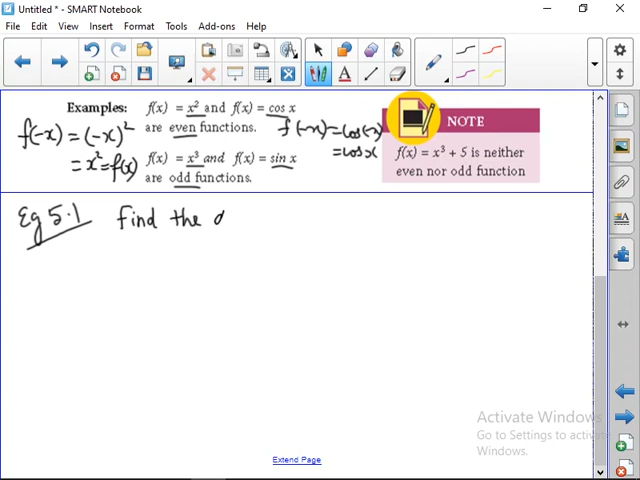 Untitled * - SMART Notebook
File Edit View Insert Format Tools Add-ons Help
Examples: f(x) = x² and f(x) = cos x
are even functions.
f(-x) = (-x)²
= x² = f(x)
f(-x) = cos(-x)
= cos x
f(x) = x³ and f(x) = sin x
are odd functions.
NOTE
f(x) = x³ + 5 is neither
even nor odd function
Eg 5.1 Find the d
Activate Windows
Go to Settings to activate
Windows.
Extend Page